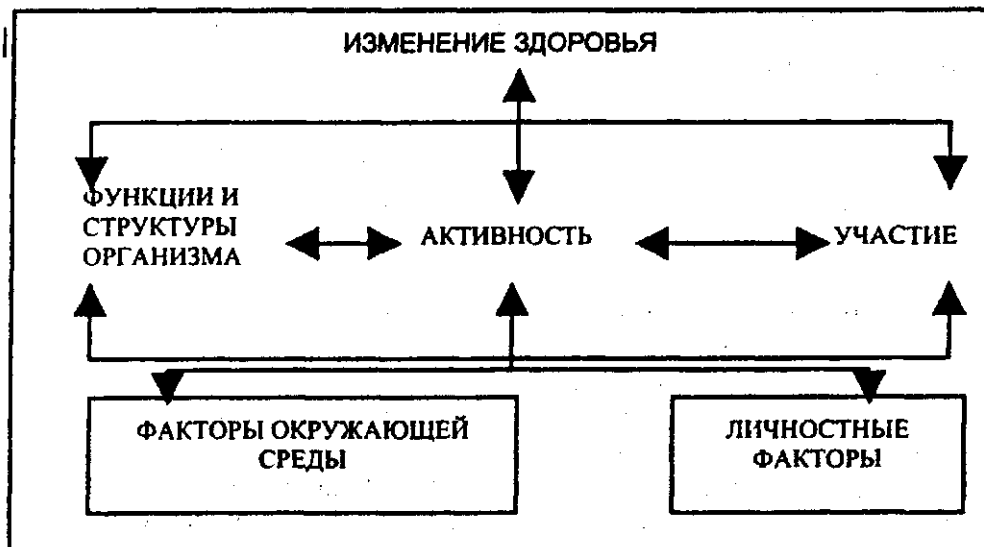 ИЗМЕНЕНИЕ ЗДОРОВЬЯ
ФУНКЦИИ И
СТРУКТУРЫ
ОРГАНИЗМА
АКТИВНОСТЬ
УЧАСТИЕ
ФАКТОРЫ ОКРУЖАЮЩЕЙ
СРЕДЫ
ЛИЧНОСТНЫЕ
ФАКТОРЫ